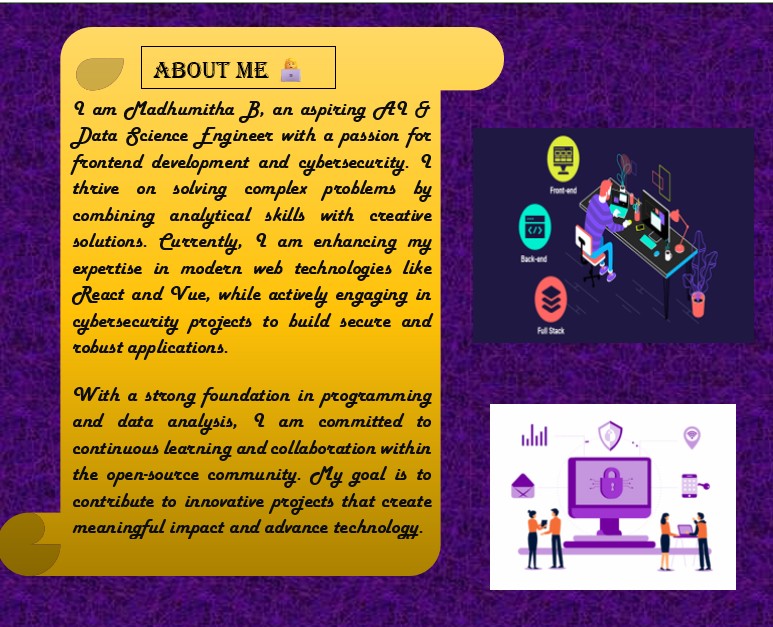 ABOUT ME
I am Madhumitha B, an aspiring AI &
Data Science Engineer with a passion for
frontend development and cybersecurity. I
thrive on solving complex problems by
combining analytical skills with creative
solutions. Currently, I am enhancing my
expertise in modern web technologies like
React and Vue, while actively engaging in
cybersecurity projects to build secure and
robust applications.
With a strong foundation in programming
and data analysis, I am committed to
continuous learning and collaboration within
the open-source community. My goal is to
contribute to innovative projects that create
meaningful impact and advance technology.
Front-end
Back-end
Full Stack